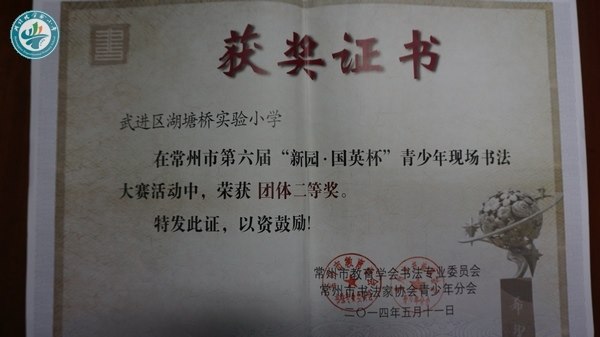 書
获奖证书
武进区湖塘桥实验小学
在常州市第六届“新园·国英杯”青少年现场书法
大赛活动中，荣获 团体二等奖。
特发此证，以资鼓励!
常州市教育学会书法专业委员会
常州市书法家协会青少年分会
二〇一四年五月十一日